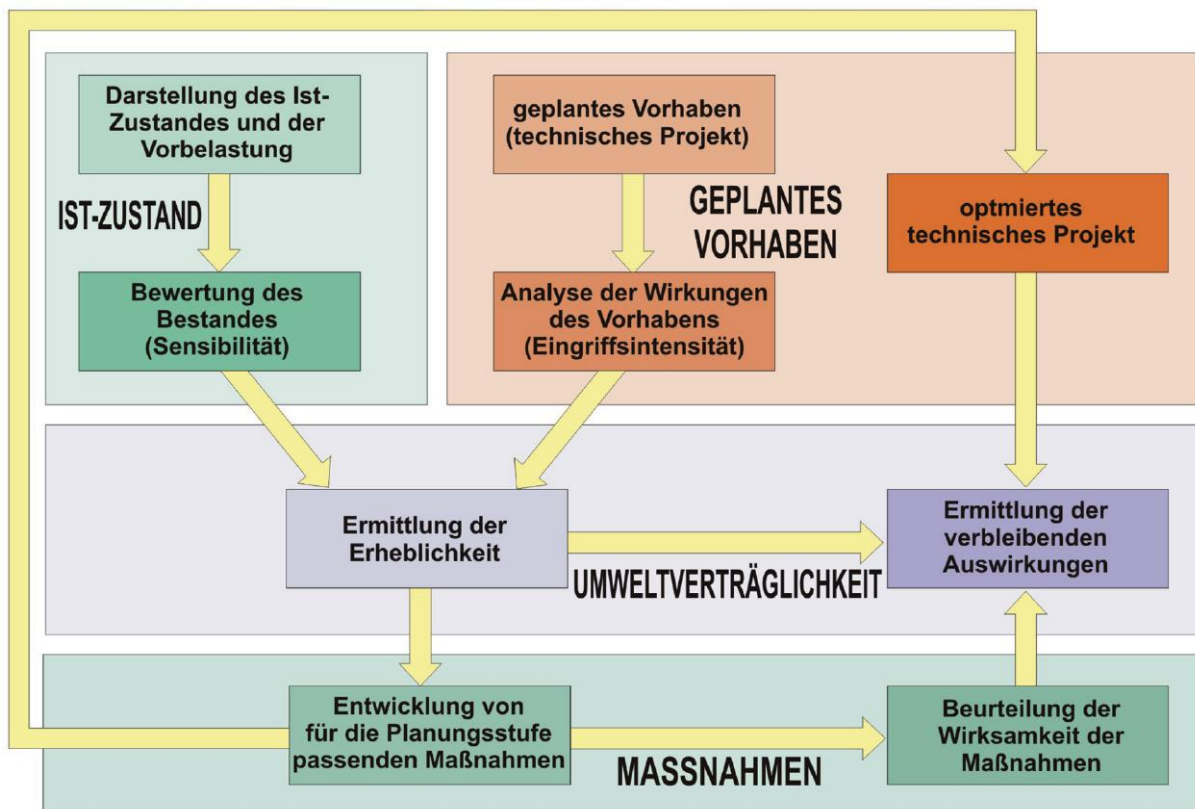 Darstellung des Ist-
Zustandes und der
Vorbelastung
IST-ZUSTAND
Bewertung des
Bestandes
(Sensibilität)
geplantes Vorhaben
(technisches Projekt)
GEPLANTES
VORHABEN
Analyse der Wirkungen
des Vorhabens
(Eingriffsintensität)
optmiertes
technisches Projekt
Ermittlung der
Erheblichkeit
UMWELTVERTRÄGLICHKEIT
Ermittlung der
verbleibenden
Auswirkungen
Entwicklung von
für die Planungsstufe
passenden Maßnahmen
MASSNAHMEN
Beurteilung der
Wirksamkeit der
Maßnahmen